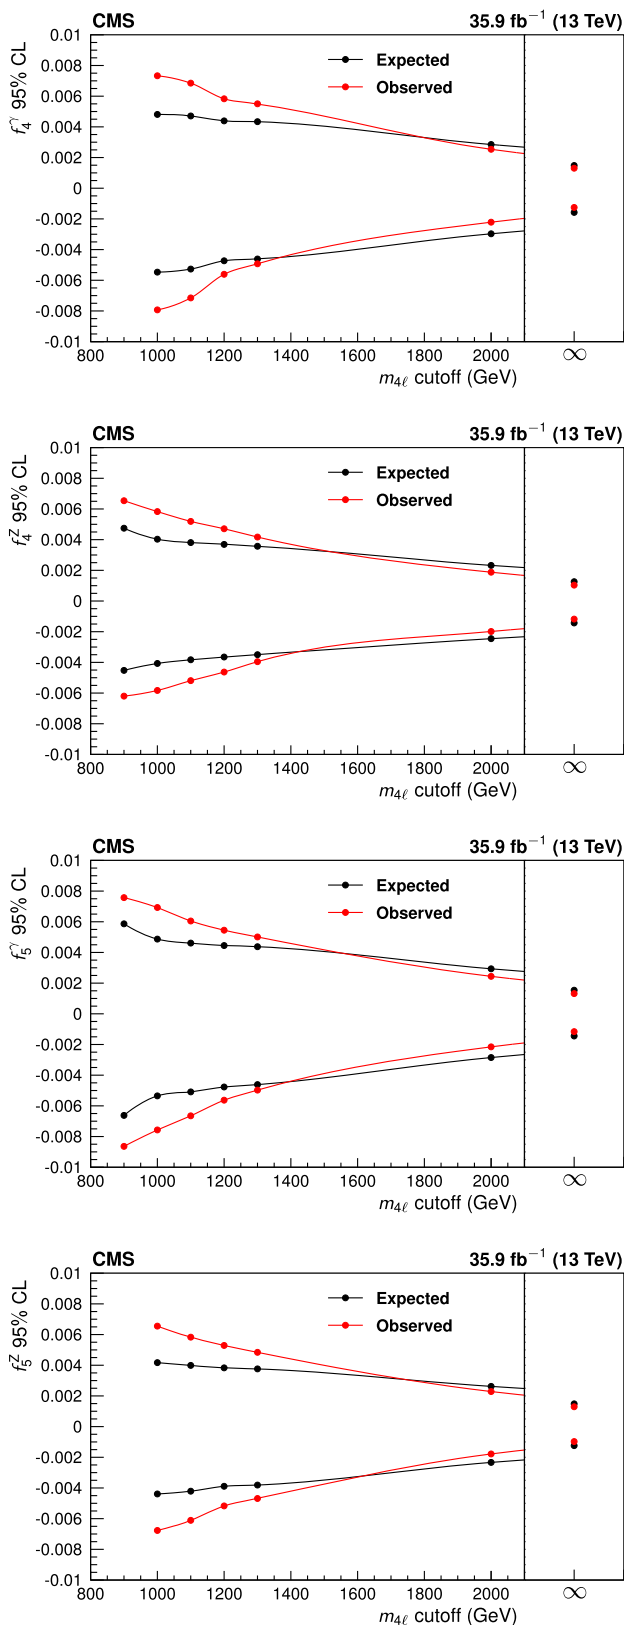 CMS 35.9 fb⁻¹ (13 TeV)
f₄^γ 95% CL
0.01
0.008
0.006
0.004
0.002
0
-0.002
-0.004
-0.006
-0.008
-0.01
Expected
Observed
800 1000 1200 1400 1600 1800 2000 ∞
m₄ℓ cutoff (GeV)
CMS 35.9 fb⁻¹ (13 TeV)
f₄^Z 95% CL
0.01
0.008
0.006
0.004
0.002
0
-0.002
-0.004
-0.006
-0.008
-0.01
Expected
Observed
800 1000 1200 1400 1600 1800 2000 ∞
m₄ℓ cutoff (GeV)
CMS 35.9 fb⁻¹ (13 TeV)
f₅^γ 95% CL
0.01
0.008
0.006
0.004
0.002
0
-0.002
-0.004
-0.006
-0.008
-0.01
Expected
Observed
800 1000 1200 1400 1600 1800 2000 ∞
m₄ℓ cutoff (GeV)
CMS 35.9 fb⁻¹ (13 TeV)
f₅^Z 95% CL
0.01
0.008
0.006
0.004
0.002
0
-0.002
-0.004
-0.006
-0.008
-0.01
Expected
Observed
800 1000 1200 1400 1600 1800 2000 ∞
m₄ℓ cutoff (GeV)